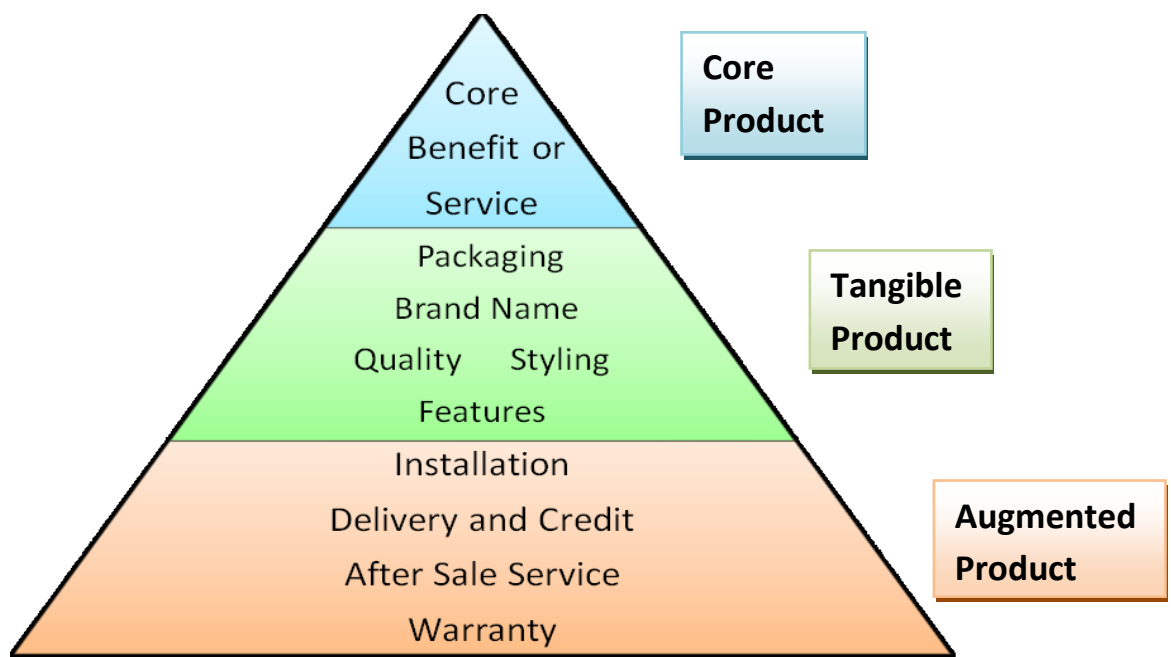 Core
Benefit or
Service
Core
Product
Packaging
Brand Name
Quality Styling
Features
Tangible
Product
Installation
Delivery and Credit
After Sale Service
Warranty
Augmented
Product